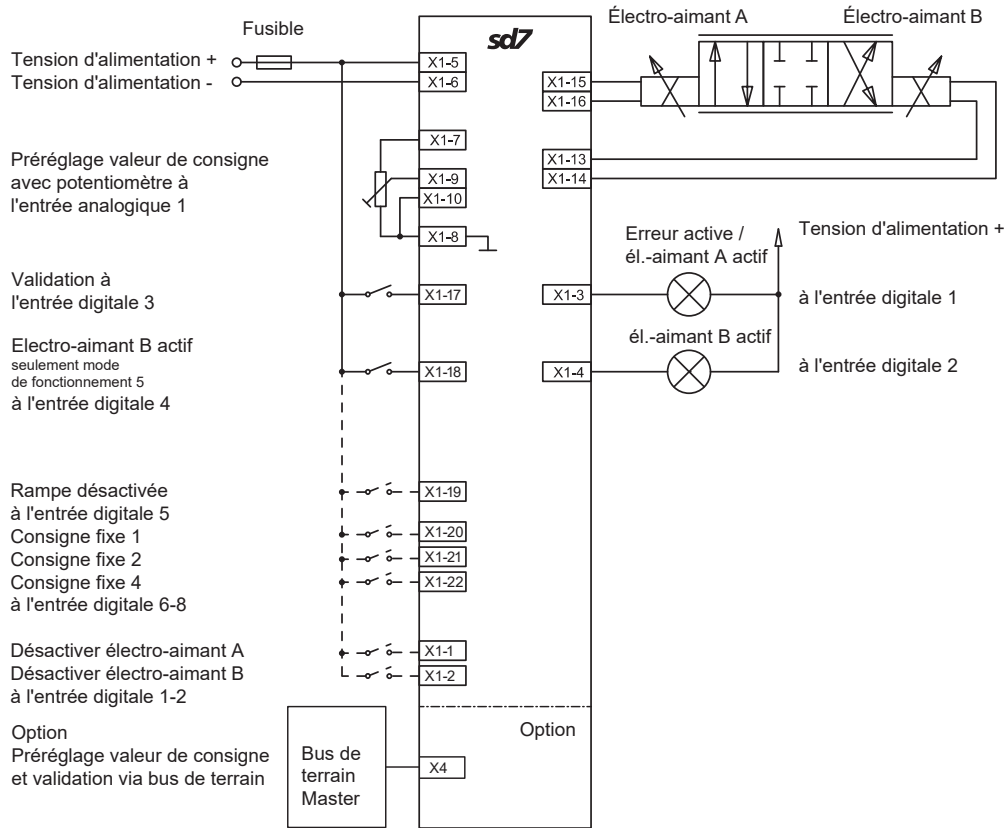 Électro-aimant A
Électro-aimant B
Fusible
sd7
Tension d'alimentation +
Tension d'alimentation -
X1-5
X1-6
X1-15
X1-16
X1-7
Préréglage valeur de consigne
avec potentiomètre à
l'entrée analogique 1
X1-9
X1-10
X1-8
X1-13
X1-14
Erreur active /
él.-aimant A actif
Tension d'alimentation +
Validation à
l'entrée digitale 3
X1-17
X1-3
à l'entrée digitale 1
él.-aimant B actif
Electro-aimant B actif
seulement mode
de fonctionnement 5
à l'entrée digitale 4
X1-18
X1-4
à l'entrée digitale 2
Rampe désactivée
à l'entrée digitale 5
Consigne fixe 1
Consigne fixe 2
Consigne fixe 4
à l'entrée digitale 6-8
X1-19
X1-20
X1-21
X1-22
Désactiver électro-aimant A
Désactiver électro-aimant B
à l'entrée digitale 1-2
X1-1
X1-2
Option
Préréglage valeur de consigne
et validation via bus de terrain
Bus de
terrain
Master
X4
Option